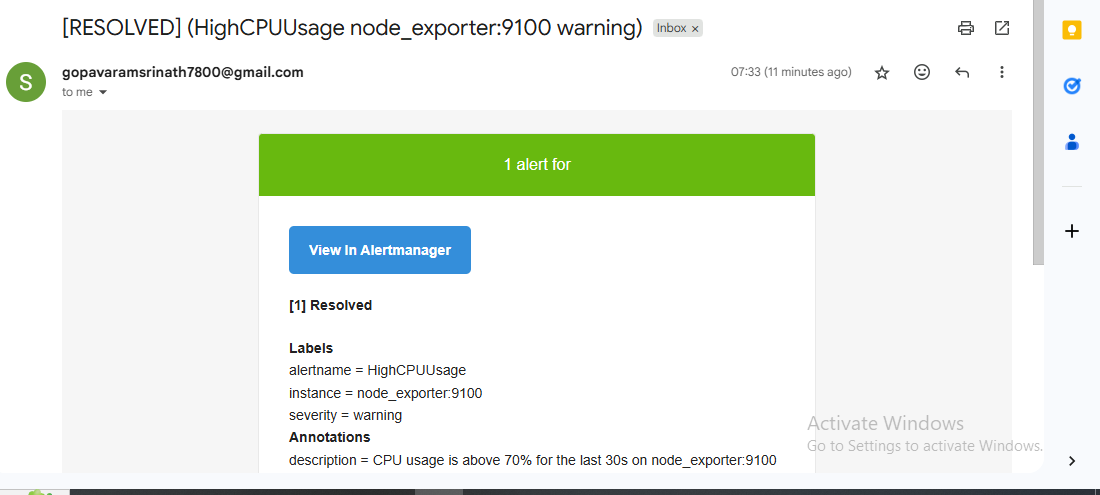 [RESOLVED] (HighCPUUsage node_exporter:9100 warning) Inbox x
S
gopavaramsrinath7800@gmail.com 07:33 (11 minutes ago)
to me
1 alert for
View In Alertmanager
[1] Resolved
Labels
alertname = HighCPUUsage
instance = node_exporter:9100
severity = warning
Annotations
description = CPU usage is above 70% for the last 30s on node_exporter:9100
Activate Windows
Go to Settings to activate Windows.